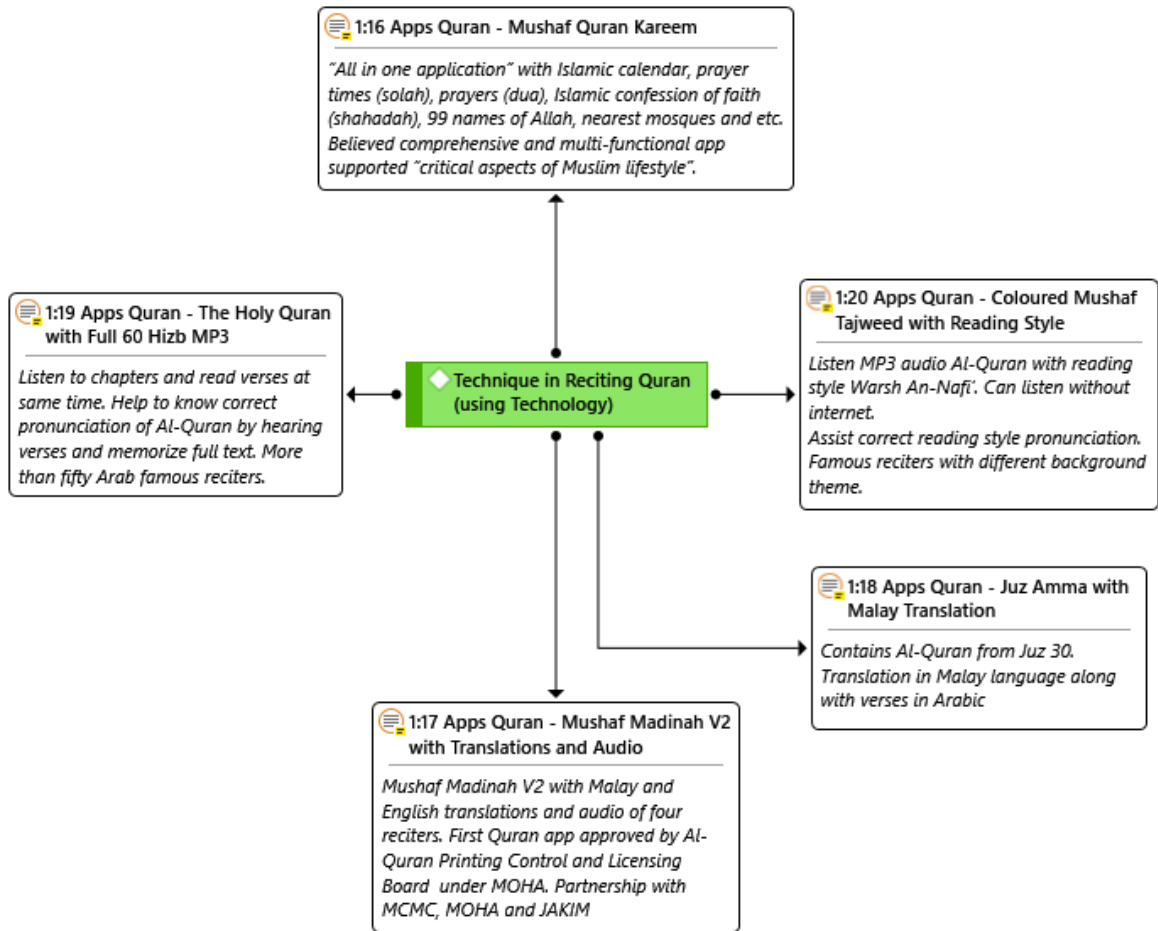 1:16 Apps Quran - Mushaf Quran Kareem
“All in one application” with Islamic calendar, prayer
times (solah), prayers (dua), Islamic confession of faith
(shahadah), 99 names of Allah, nearest mosques and etc.
Believed comprehensive and multi-functional app
supported “critical aspects of Muslim lifestyle”.
1:19 Apps Quran - The Holy Quran
with Full 60 Hizb MP3
Listen to chapters and read verses at
same time. Help to know correct
pronunciation of Al-Quran by hearing
verses and memorize full text. More
than fifty Arab famous reciters.
Technique in Reciting Quran
(using Technology)
1:20 Apps Quran - Coloured Mushaf
Tajweed with Reading Style
Listen MP3 audio Al-Quran with reading
style Warsh An-Nafi’. Can listen without
internet.
Assist correct reading style pronunciation.
Famous reciters with different background
theme.
1:18 Apps Quran - Juz Amma with
Malay Translation
Contains Al-Quran from Juz 30.
Translation in Malay language along
with verses in Arabic
1:17 Apps Quran - Mushaf Madinah V2
with Translations and Audio
Mushaf Madinah V2 with Malay and
English translations and audio of four
reciters. First Quran app approved by Al-
Quran Printing Control and Licensing
Board under MOHA. Partnership with
MCMC, MOHA and JAKIM